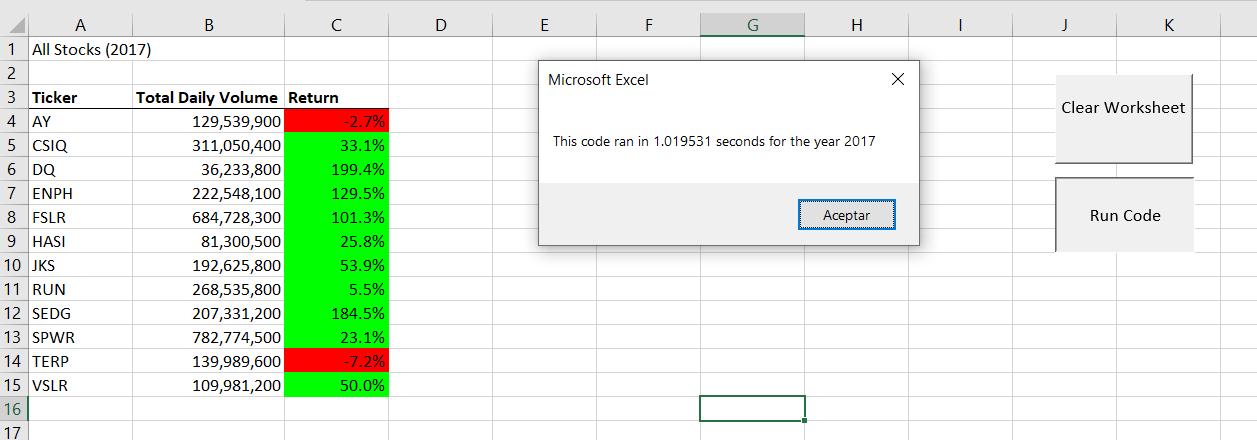 A B C D E F G H I J K
1 All Stocks (2017)
2
3 Ticker Total Daily Volume Return
4 AY 129,539,900 -2.7%
5 CSIQ 311,050,400 33.1%
6 DQ 36,233,800 199.4%
7 ENPH 222,548,100 129.5%
8 FSLR 684,728,300 101.3%
9 HASI 81,300,500 25.8%
10 JKS 192,625,800 53.9%
11 RUN 268,535,800 5.5%
12 SEDG 207,331,200 184.5%
13 SPWR 782,774,500 23.1%
14 TERP 139,989,600 -7.2%
15 VSLR 109,981,200 50.0%
16
17
Microsoft Excel
This code ran in 1.019531 seconds for the year 2017
Aceptar
Clear Worksheet
Run Code